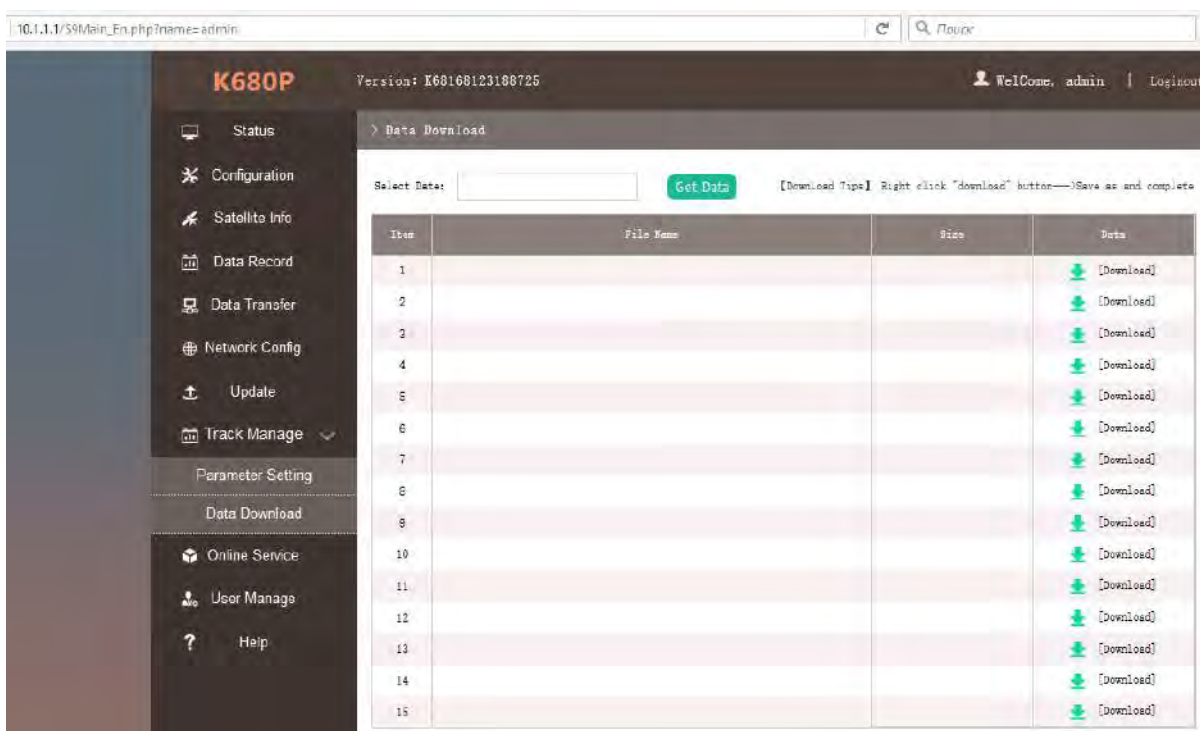 10.1.1.1/S9Main_En.php?name=admin
Поиск
K680P
Version: K68168123188725
WelCome, admin | Loginout
Status
Configuration
Satellite Info
Data Record
Data Transfer
Network Config
Update
Track Manage
Parameter Setting
Data Download
Online Service
User Manage
Help
> Data Download
Select Date:
Get Data
【Download Tips】 Right click "download" button--->Save as and complete
Item File Name Size Data
1 [Download]
2 [Download]
3 [Download]
4 [Download]
5 [Download]
6 [Download]
7 [Download]
8 [Download]
9 [Download]
10 [Download]
11 [Download]
12 [Download]
13 [Download]
14 [Download]
15 [Download]